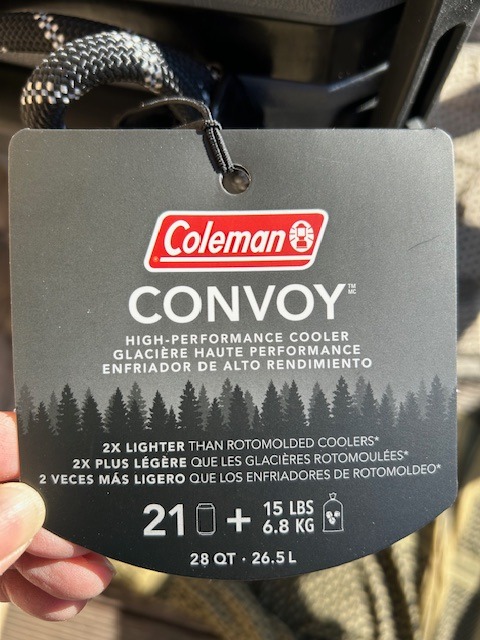 Coleman
CONVOY™ MC
HIGH-PERFORMANCE COOLER
GLACIÈRE HAUTE PERFORMANCE
ENFRIADOR DE ALTO RENDIMIENTO
2X LIGHTER THAN ROTOMOLDED COOLERS*
2X PLUS LÉGÈRE QUE LES GLACIÈRES ROTOMOULÉES*
2 VECES MÁS LIGERO QUE LOS ENFRIADORES DE ROTOMOLDEO*
21 + 15 LBS
6.8 KG
28 QT · 26.5 L